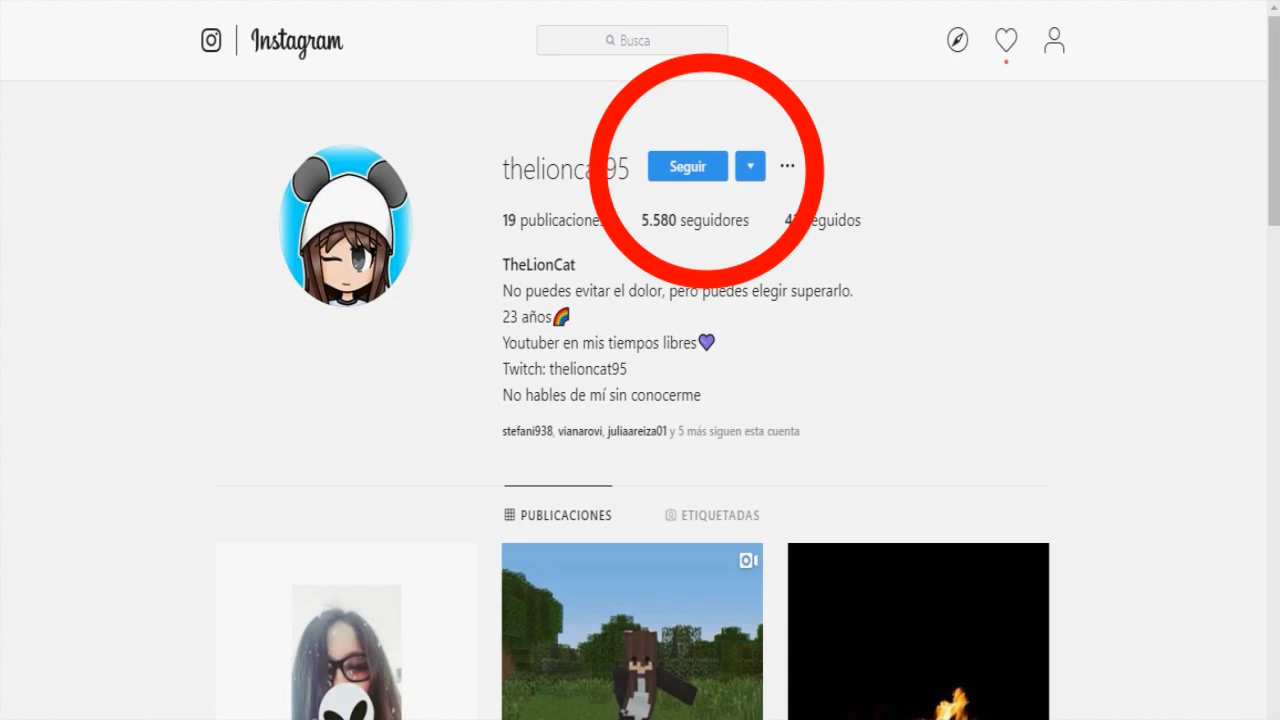 Instagram
Busca
thelioncat95 Seguir
19 publicaciones 5.580 seguidores seguidos
TheLionCat
No puedes evitar el dolor, pero puedes elegir superarlo.
23 años🌈
Youtuber en mis tiempos libres💜
Twitch: thelioncat95
No hables de mí sin conocerme
stefani938, vianarovi, juliaareiza01 y 5 más siguen esta cuenta
PUBLICACIONES ETIQUETADAS